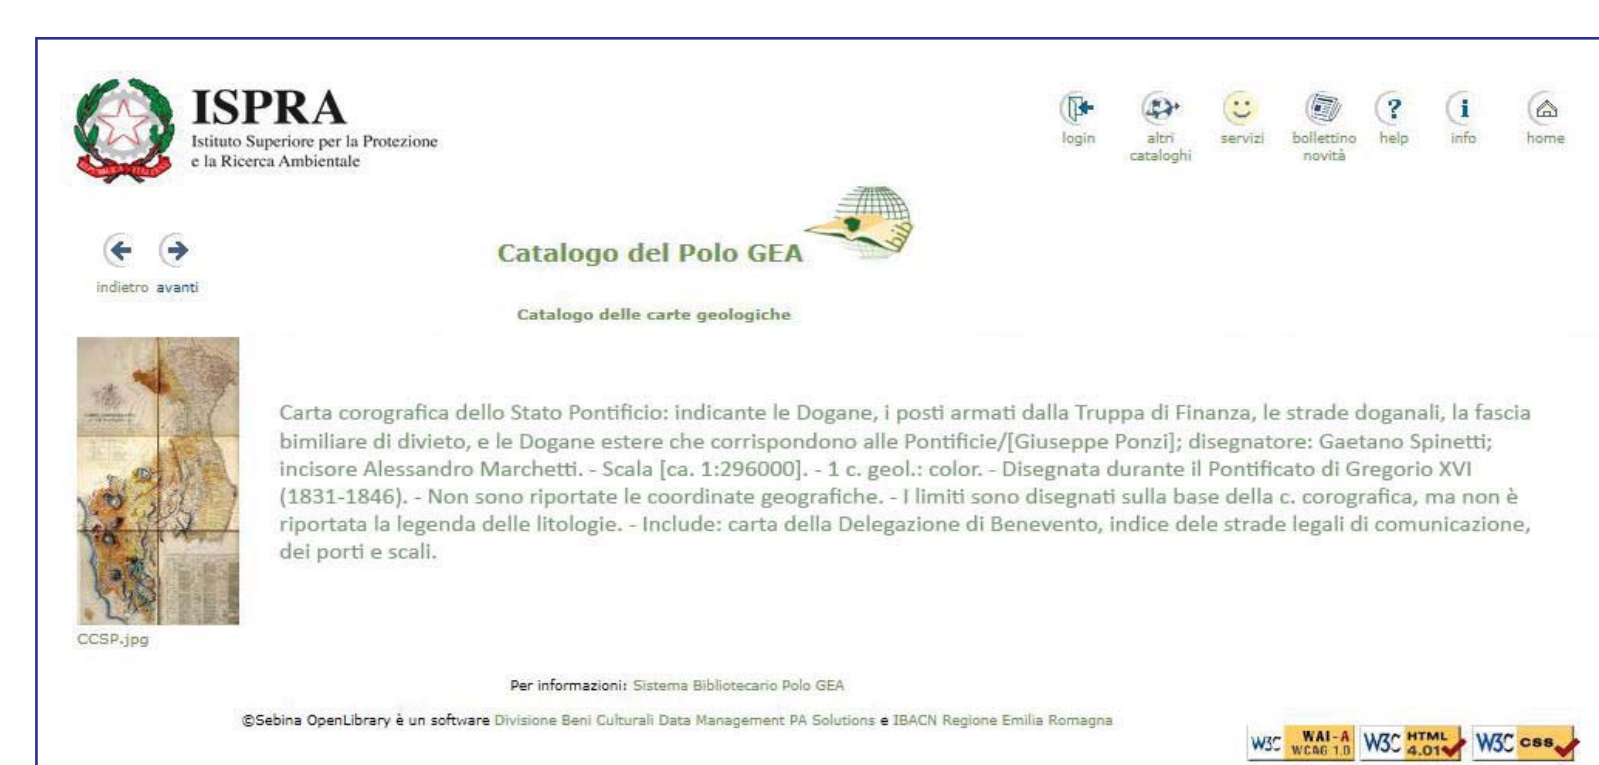 ISPRA
Istituto Superiore per la Protezione
e la Ricerca Ambientale
login
altri
cataloghi
servizi
bollettino
novità
help
info
home
indietro avanti
Catalogo del Polo GEA
bib
Catalogo delle carte geologiche
Carta corografica dello Stato Pontificio: indicante le Dogane, i posti armati dalla Truppa di Finanza, le strade doganali, la fascia
bimiliare di divieto, e le Dogane estere che corrispondono alle Pontificie/[Giuseppe Ponzi]; disegnatore: Gaetano Spinetti;
incisore Alessandro Marchetti. - Scala [ca. 1:296000]. - 1 c. geol.: color. - Disegnata durante il Pontificato di Gregorio XVI
(1831-1846). - Non sono riportate le coordinate geografiche. - I limiti sono disegnati sulla base della c. corografica, ma non è
riportata la legenda delle litologie. - Include: carta della Delegazione di Benevento, indice dele strade legali di comunicazione,
dei porti e scali.
CCSP.jpg
Per informazioni: Sistema Bibliotecario Polo GEA
©Sebina OpenLibrary è un software Divisione Beni Culturali Data Management PA Solutions e IBACN Regione Emilia Romagna
W3C WAI-A WCAG 1.0
W3C HTML 4.01
W3C css